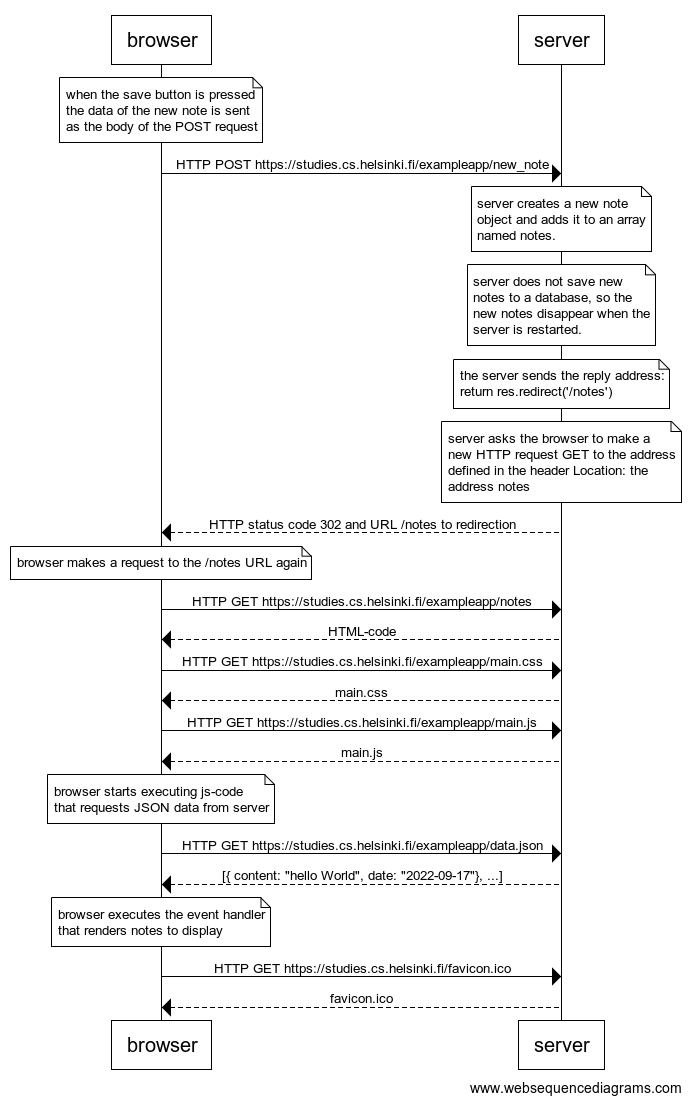 browser
server
when the save button is pressed
the data of the new note is sent
as the body of the POST request
HTTP POST https://studies.cs.helsinki.fi/exampleapp/new_note
server creates a new note
object and adds it to an array
named notes.
server does not save new
notes to a database, so the
new notes disappear when the
server is restarted.
the server sends the reply address:
return res.redirect('/notes')
server asks the browser to make a
new HTTP request GET to the address
defined in the header Location: the
address notes
HTTP status code 302 and URL /notes to redirection
browser makes a request to the /notes URL again
HTTP GET https://studies.cs.helsinki.fi/exampleapp/notes
HTML-code
HTTP GET https://studies.cs.helsinki.fi/exampleapp/main.css
main.css
HTTP GET https://studies.cs.helsinki.fi/exampleapp/main.js
main.js
browser starts executing js-code
that requests JSON data from server
HTTP GET https://studies.cs.helsinki.fi/exampleapp/data.json
[{ content: "hello World", date: "2022-09-17"}, ...]
browser executes the event handler
that renders notes to display
HTTP GET https://studies.cs.helsinki.fi/favicon.ico
favicon.ico
browser
server
www.websequencediagrams.com